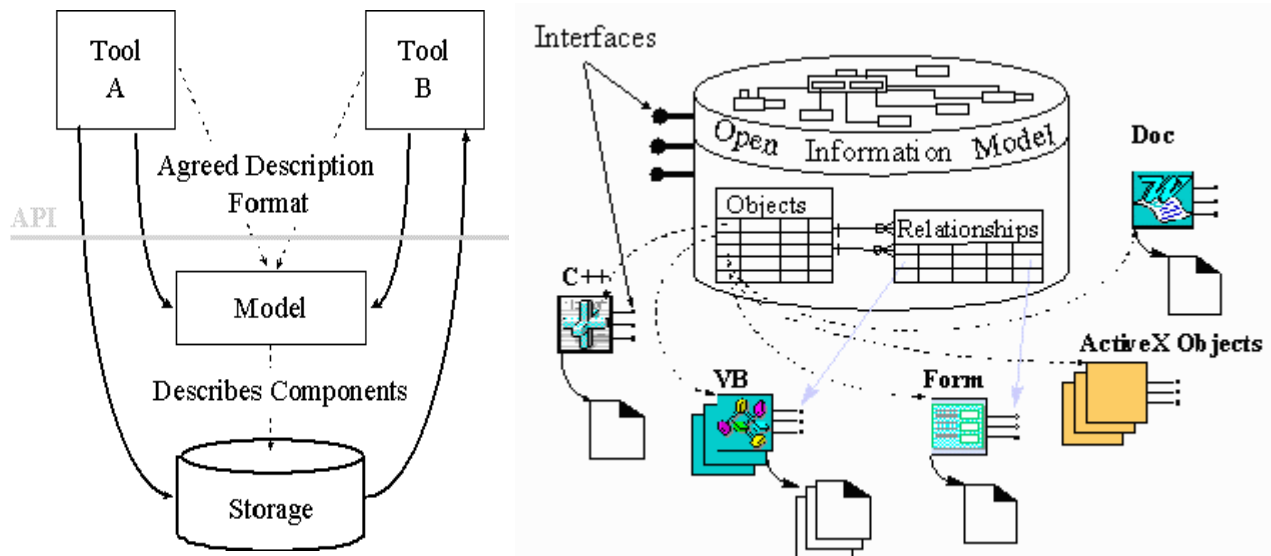 Tool
A
Tool
B
Agreed Description
Format
API
Model
Describes Components
Storage
Interfaces
Open Information Model
Objects
Relationships
Doc
C++
ActiveX Objects
VB
Form